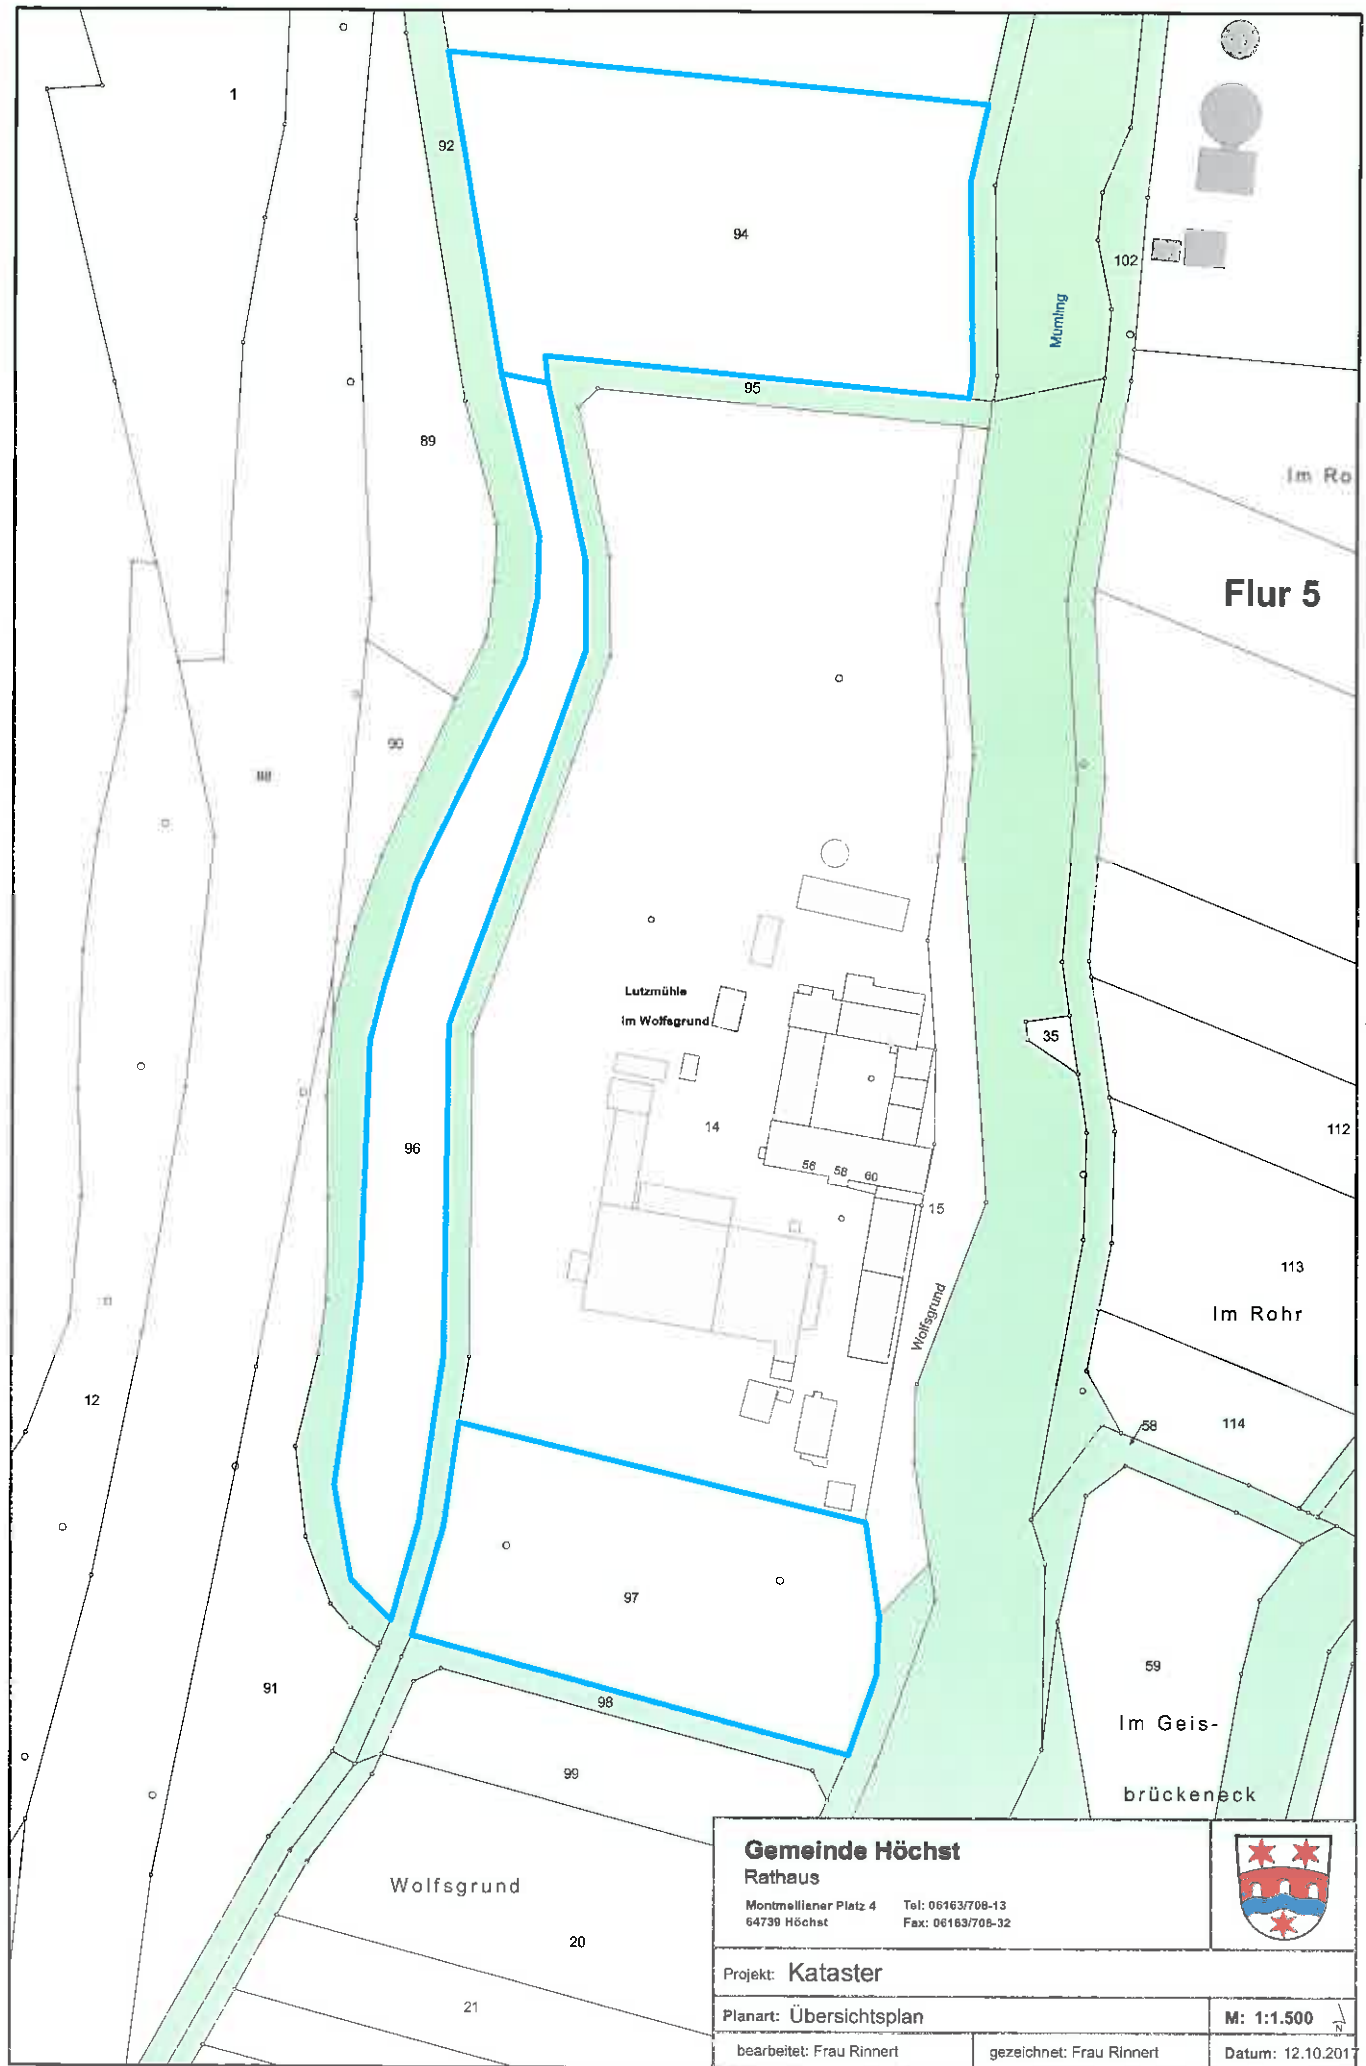 1
92
94
102
Mümling
95
89
Im Ro
Flur 5
90
88
Lutzmühle
Im Wolfsgrund
35
14
112
96
56 58 60
15
113
Im Rohr
Wolfsgrund
12
58
114
97
59
91
98
Im Geis-
99
brückeneck
Wolfsgrund
20
21
Gemeinde Höchst
Rathaus
Montmellianer Platz 4 Tel: 06163/708-13
64739 Höchst Fax: 06163/708-32
Projekt: Kataster
Planart: Übersichtsplan M: 1:1.500
N
bearbeitet: Frau Rinnert gezeichnet: Frau Rinnert Datum: 12.10.2017